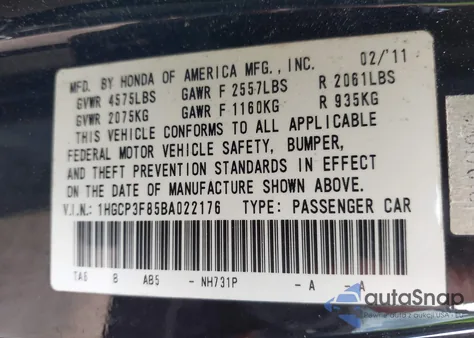 MFD. BY HONDA OF AMERICA MFG., INC. 02/'11
GVWR 4575LBS GAWR F 2557LBS R 2061LBS
GVWR 2075KG GAWR F 1160KG R 935KG
THIS VEHICLE CONFORMS TO ALL APPLICABLE
FEDERAL MOTOR VEHICLE SAFETY, BUMPER,
AND THEFT PREVENTION STANDARDS IN EFFECT
ON THE DATE OF MANUFACTURE SHOWN ABOVE.
V.I.N.: 1HGCP3F85BA022176 TYPE: PASSENGER CAR
TA6 B AB5 - NH731P - A A
autaSnap